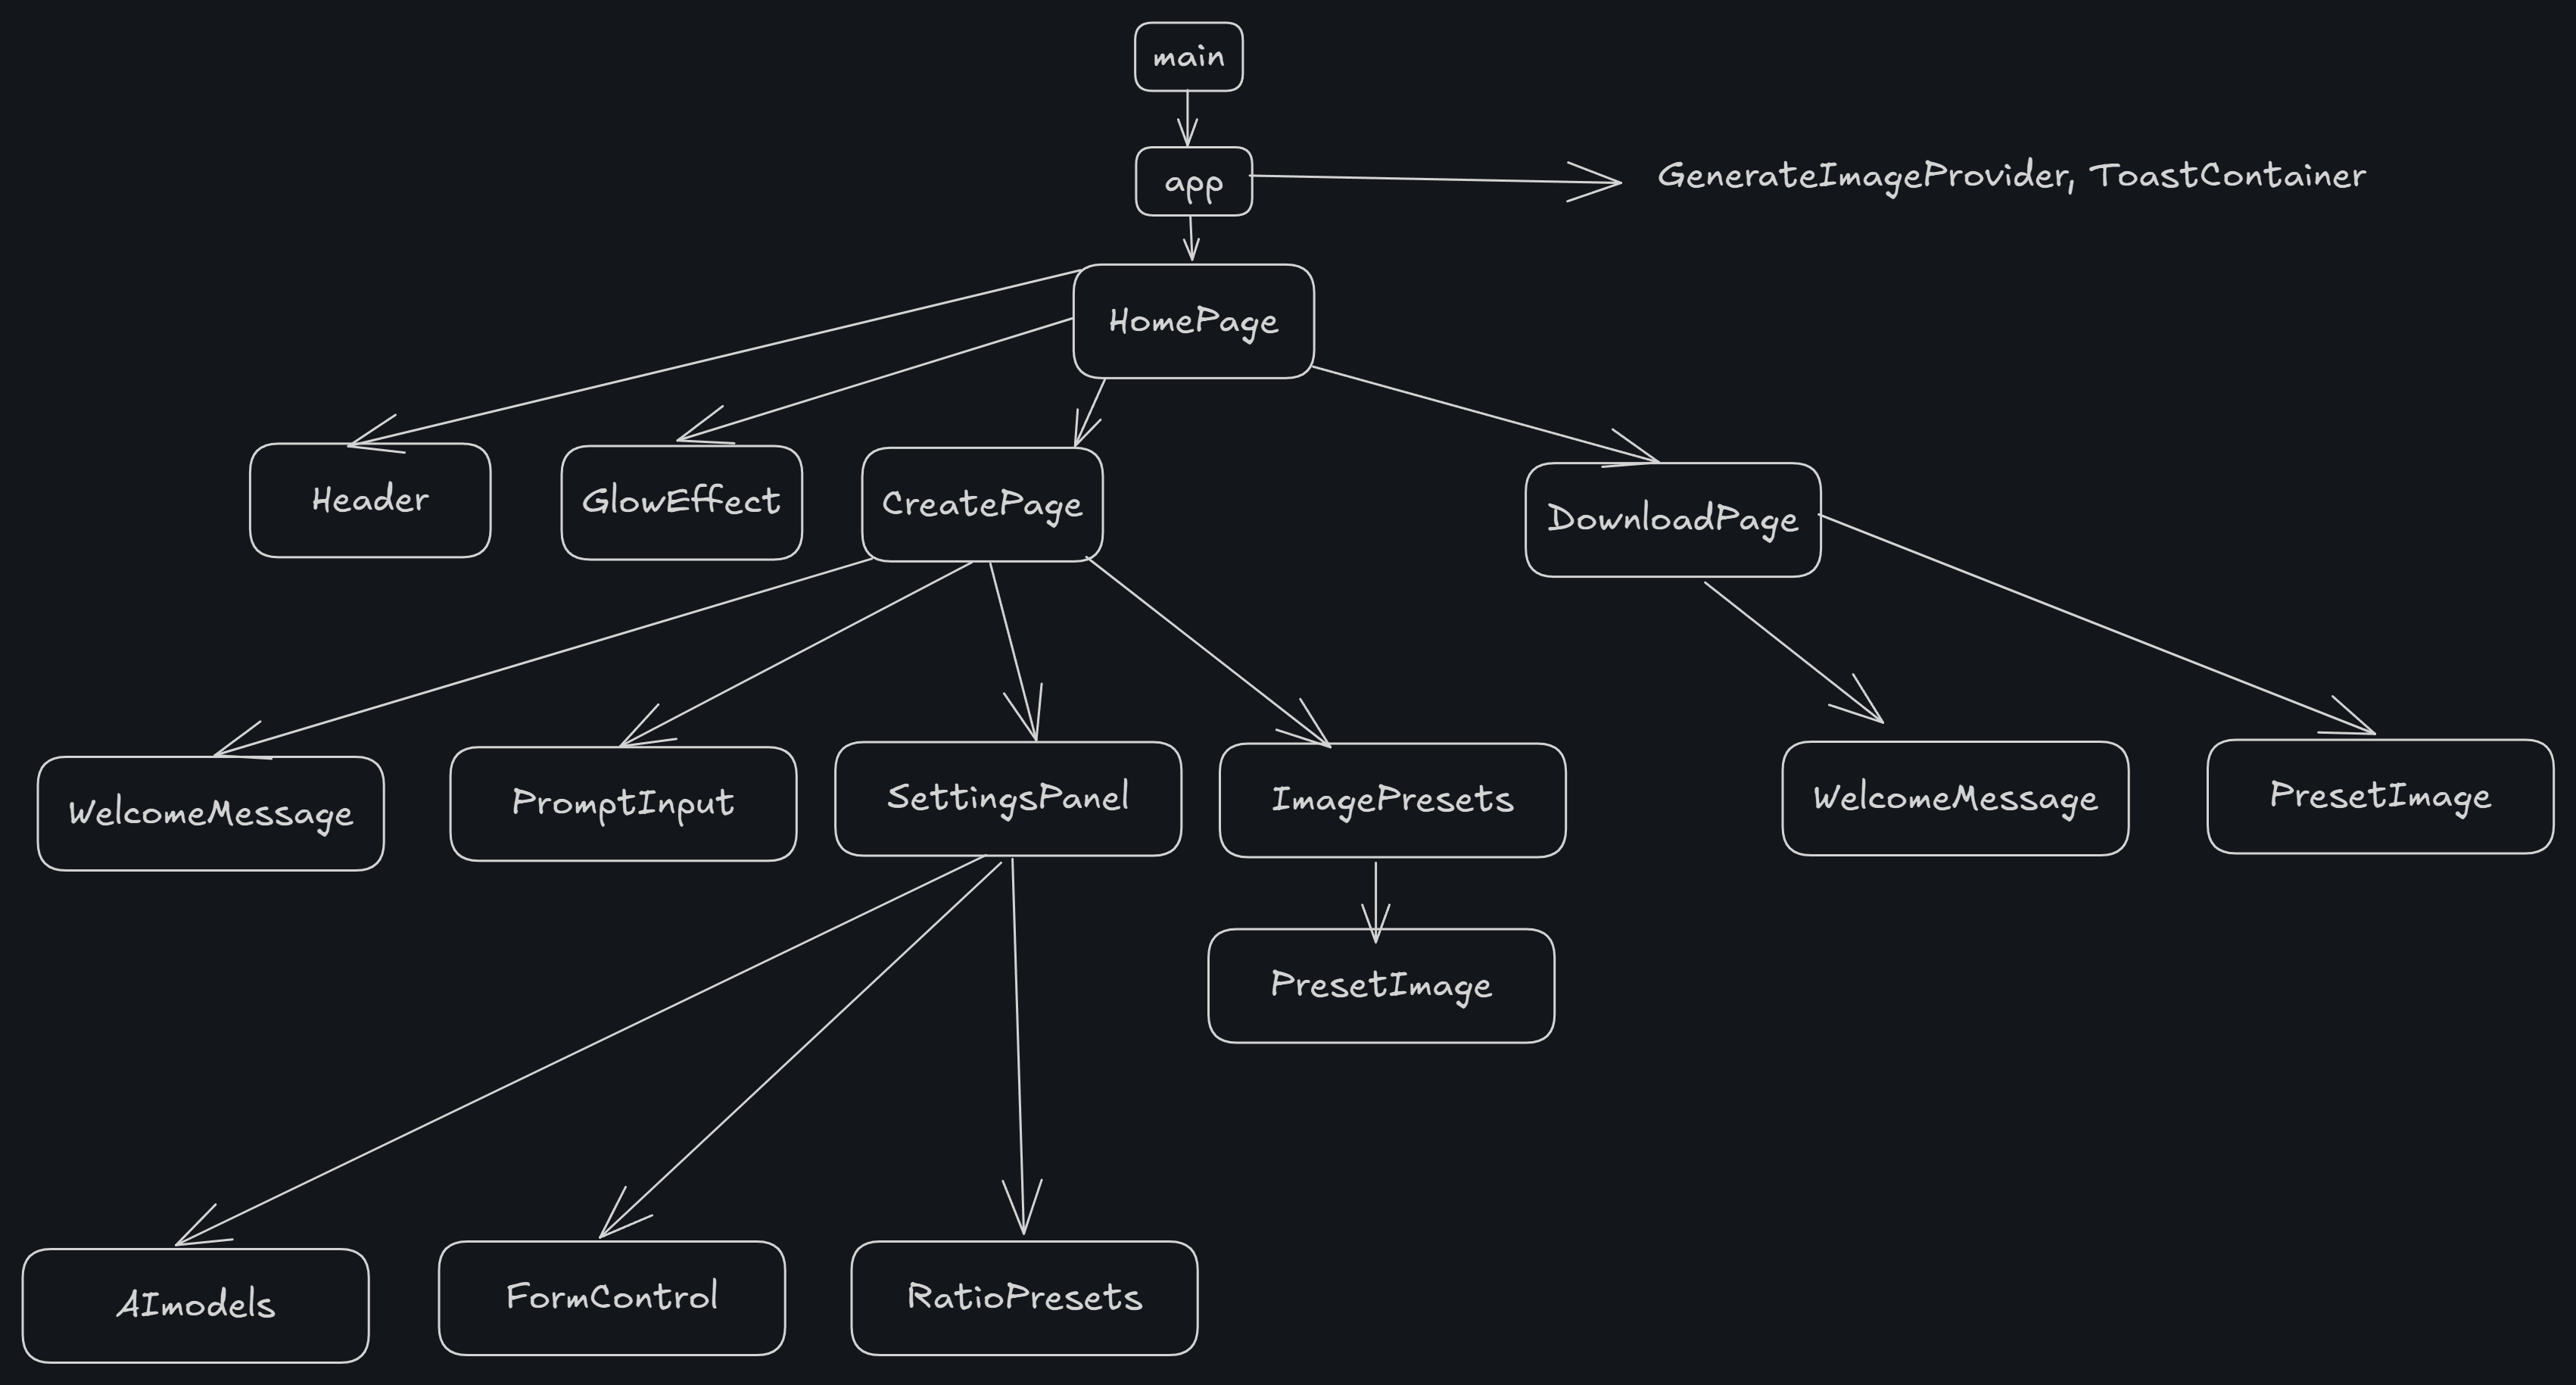 main
app
GenerateImageProvider, ToastContainer
HomePage
Header
GlowEffect
CreatePage
DownloadPage
WelcomeMessage
PromptInput
SettingsPanel
ImagePresets
WelcomeMessage
PresetImage
PresetImage
AImodels
FormControl
RatioPresets